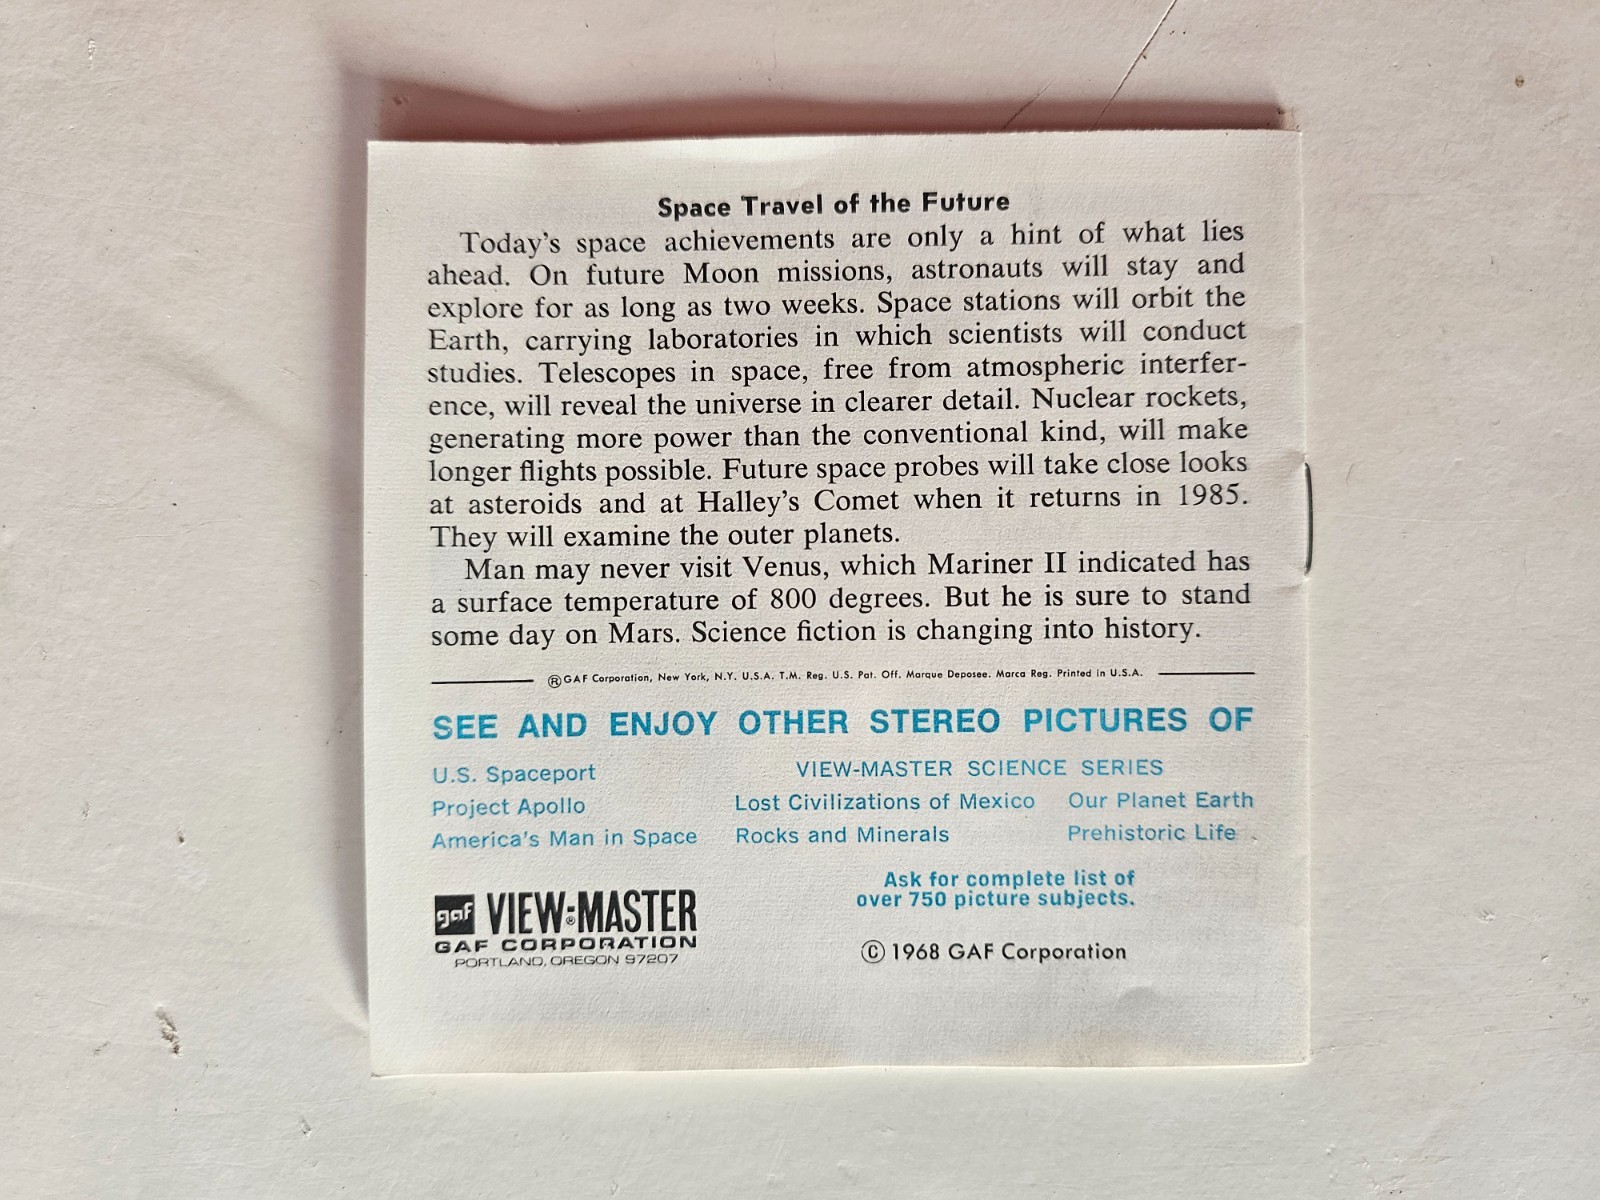 Space Travel of the Future
Today's space achievements are only a hint of what lies
ahead. On future Moon missions, astronauts will stay and
explore for as long as two weeks. Space stations will orbit the
Earth, carrying laboratories in which scientists will conduct
studies. Telescopes in space, free from atmospheric interfer-
ence, will reveal the universe in clearer detail. Nuclear rockets,
generating more power than the conventional kind, will make
longer flights possible. Future space probes will take close looks
at asteroids and at Halley's Comet when it returns in 1985.
They will examine the outer planets.
Man may never visit Venus, which Mariner II indicated has
a surface temperature of 800 degrees. But he is sure to stand
some day on Mars. Science fiction is changing into history.
®GAF Corporation, New York, N.Y. U.S.A. T.M. Reg. U.S. Pat. Off. Marque Deposee. Marca Reg. Printed in U.S.A.
SEE AND ENJOY OTHER STEREO PICTURES OF
U.S. Spaceport
Project Apollo
America's Man in Space
VIEW-MASTER SCIENCE SERIES
Lost Civilizations of Mexico Our Planet Earth
Rocks and Minerals Prehistoric Life
Ask for complete list of
over 750 picture subjects.
gaf VIEW-MASTER®
GAF CORPORATION
PORTLAND, OREGON 97207
© 1968 GAF Corporation